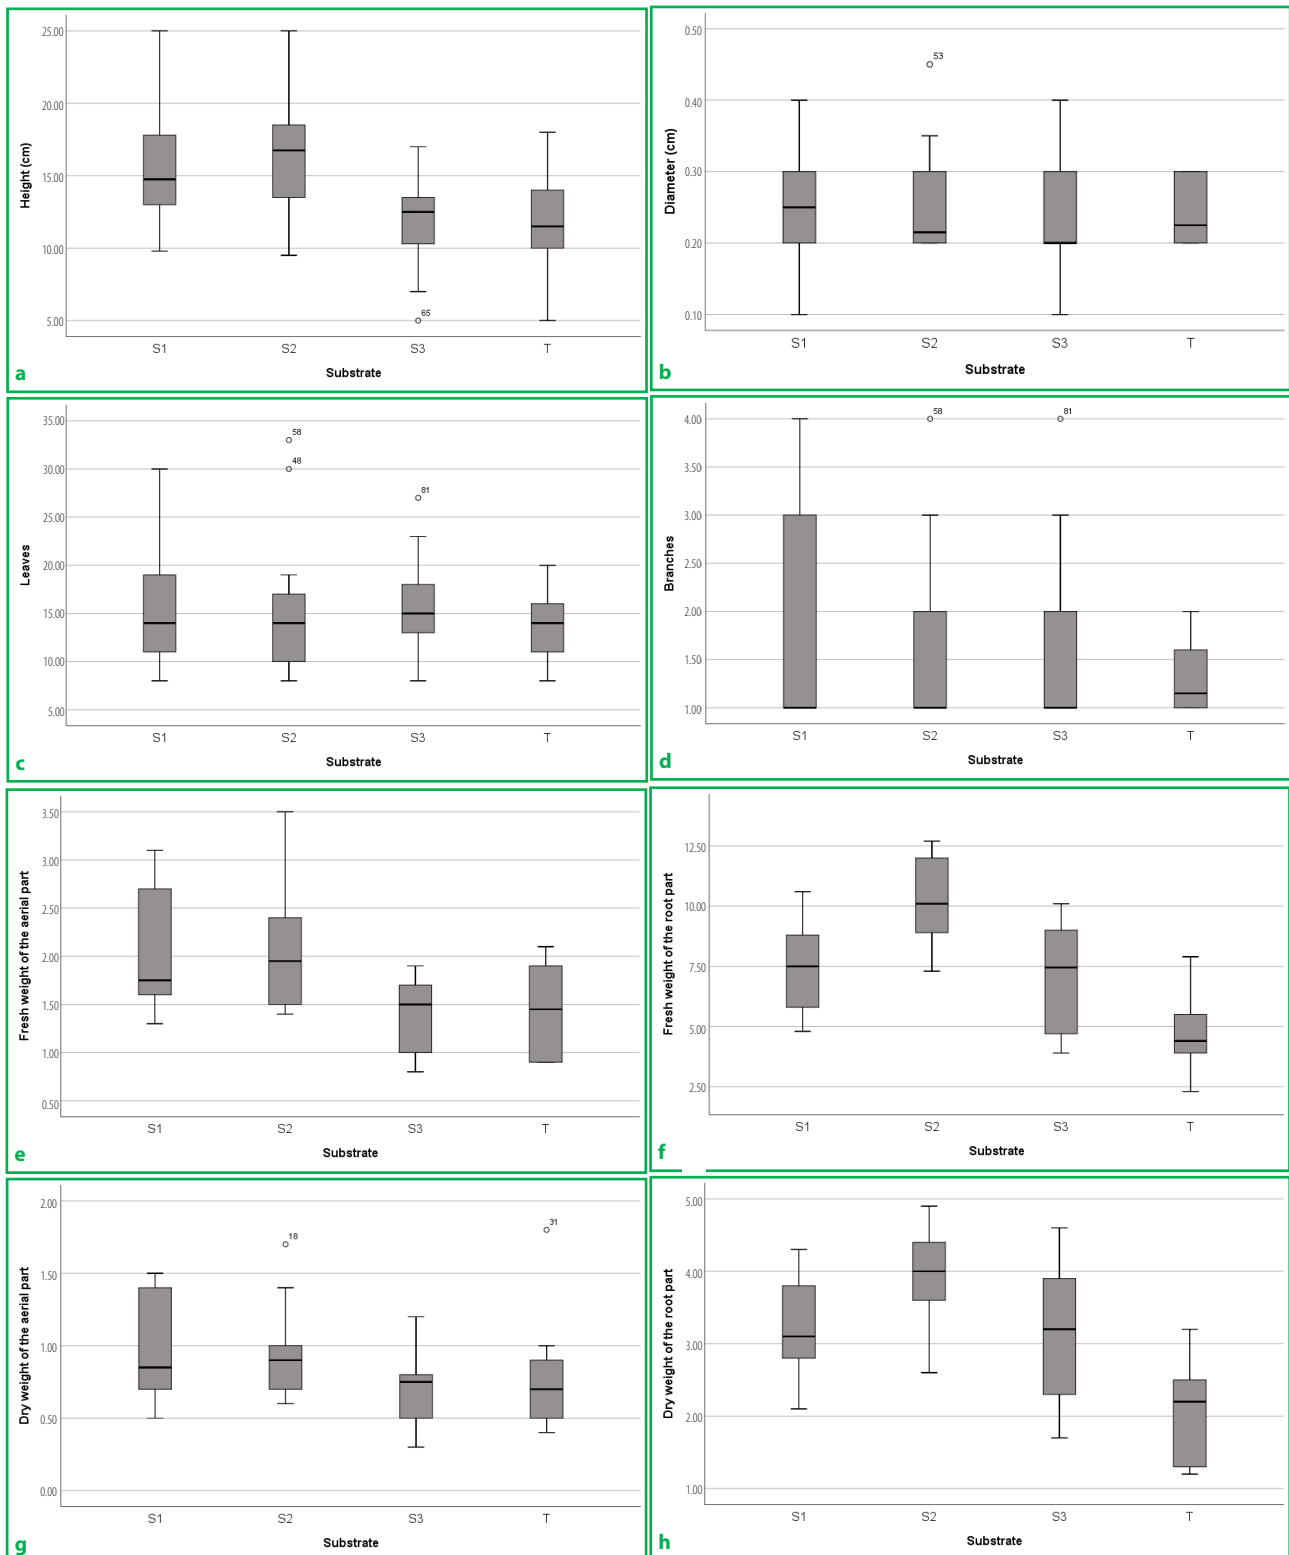 25.00
20.00
15.00
10.00
5.00
Height (cm)
65
S1 S2 S3 T
Substrate
a
0.50
0.40
0.30
0.20
0.10
Diameter (cm)
53
S1 S2 S3 T
Substrate
b
35.00
30.00
25.00
20.00
15.00
10.00
5.00
Leaves
58
48
81
S1 S2 S3 T
Substrate
c
4.00
3.50
3.00
2.50
2.00
1.50
1.00
Branches
58
81
S1 S2 S3 T
Substrate
d
3.50
3.00
2.50
2.00
1.50
1.00
0.50
Fresh weight of the aerial part
S1 S2 S3 T
Substrate
e
12.50
10.00
7.50
5.00
2.50
Fresh weight of the root part
S1 S2 S3 T
Substrate
f
2.00
1.50
1.00
0.50
0.00
Dry weight of the aerial part
18
31
S1 S2 S3 T
Substrate
g
5.00
4.00
3.00
2.00
1.00
Dry weight of the root part
S1 S2 S3 T
Substrate
h